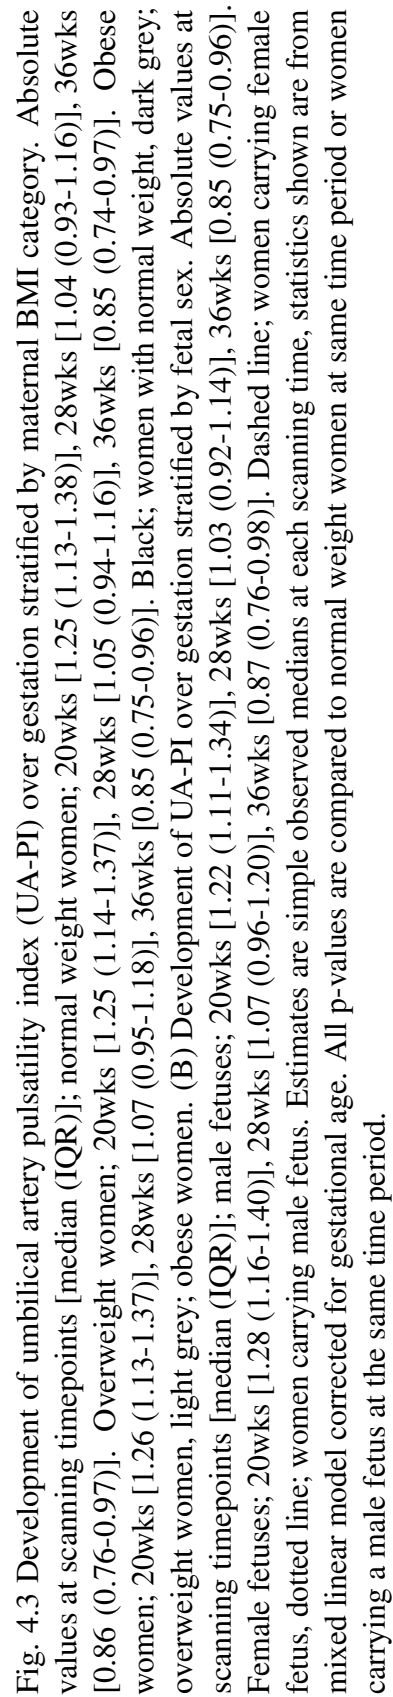 Fig. 4.3 Development of umbilical artery pulsatility index (UA-PI) over gestation stratified by maternal BMI category. Absolute
values at scanning timepoints [median (IQR)]; normal weight women; 20wks [1.25 (1.13-1.38)], 28wks [1.04 (0.93-1.16)], 36wks
[0.86 (0.76-0.97)]. Overweight women; 20wks [1.25 (1.14-1.37)], 28wks [1.05 (0.94-1.16)], 36wks [0.85 (0.74-0.97)]. Obese
women; 20wks [1.26 (1.13-1.37)], 28wks [1.07 (0.95-1.18)], 36wks [0.85 (0.75-0.96)]. Black; women with normal weight, dark grey;
overweight women, light grey; obese women. (B) Development of UA-PI over gestation stratified by fetal sex. Absolute values at
scanning timepoints [median (IQR)]; male fetuses; 20wks [1.22 (1.11-1.34)], 28wks [1.03 (0.92-1.14)], 36wks [0.85 (0.75-0.96)].
Female fetuses; 20wks [1.28 (1.16-1.40)], 28wks [1.07 (0.96-1.20)], 36wks [0.87 (0.76-0.98)]. Dashed line; women carrying female
fetus, dotted line; women carrying male fetus. Estimates are simple observed medians at each scanning time, statistics shown are from
mixed linear model corrected for gestational age. All p-values are compared to normal weight women at same time period or women
carrying a male fetus at the same time period.